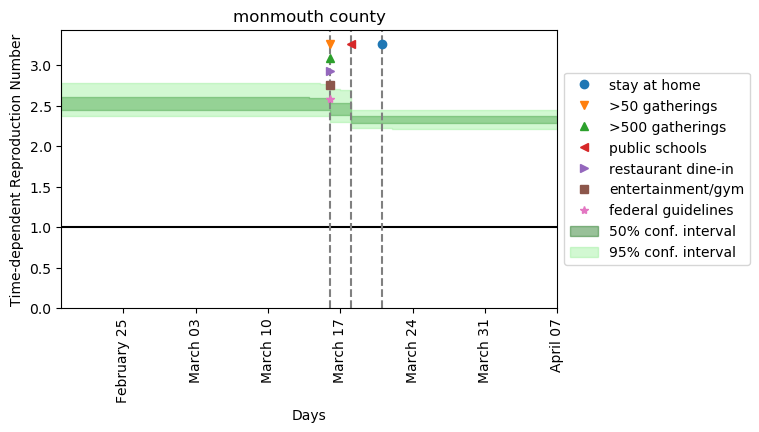 monmouth county
Time-dependent Reproduction Number
3.0
2.5
2.0
1.5
1.0
0.5
0.0
February 25
March 03
March 10
March 17
March 24
March 31
April 07
Days
stay at home
>50 gatherings
>500 gatherings
public schools
restaurant dine-in
entertainment/gym
federal guidelines
50% conf. interval
95% conf. interval